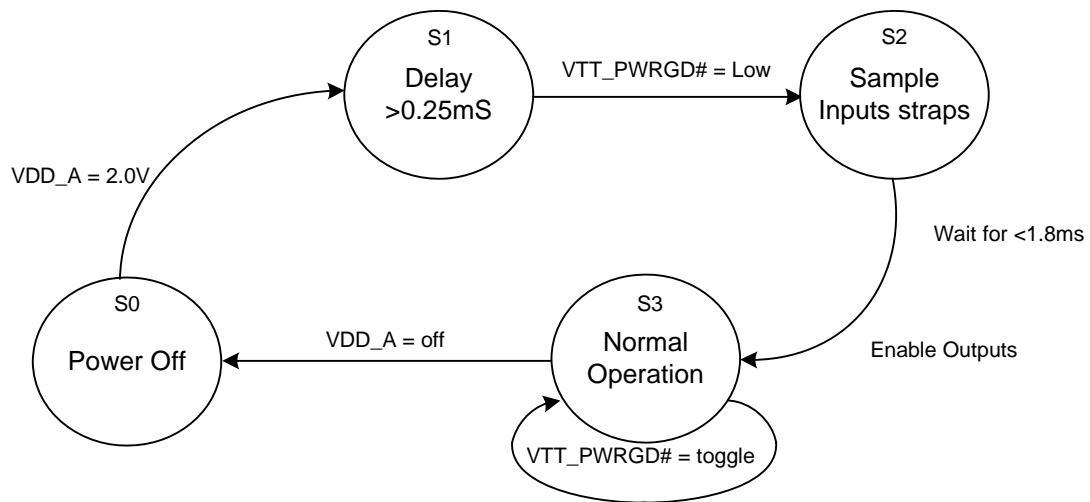 S1
Delay
>0.25mS
VTT_PWRGD# = Low
S2
Sample
Inputs straps
VDD_A = 2.0V
Wait for <1.8ms
S0
Power Off
VDD_A = off
S3
Normal
Operation
Enable Outputs
VTT_PWRGD# = toggle